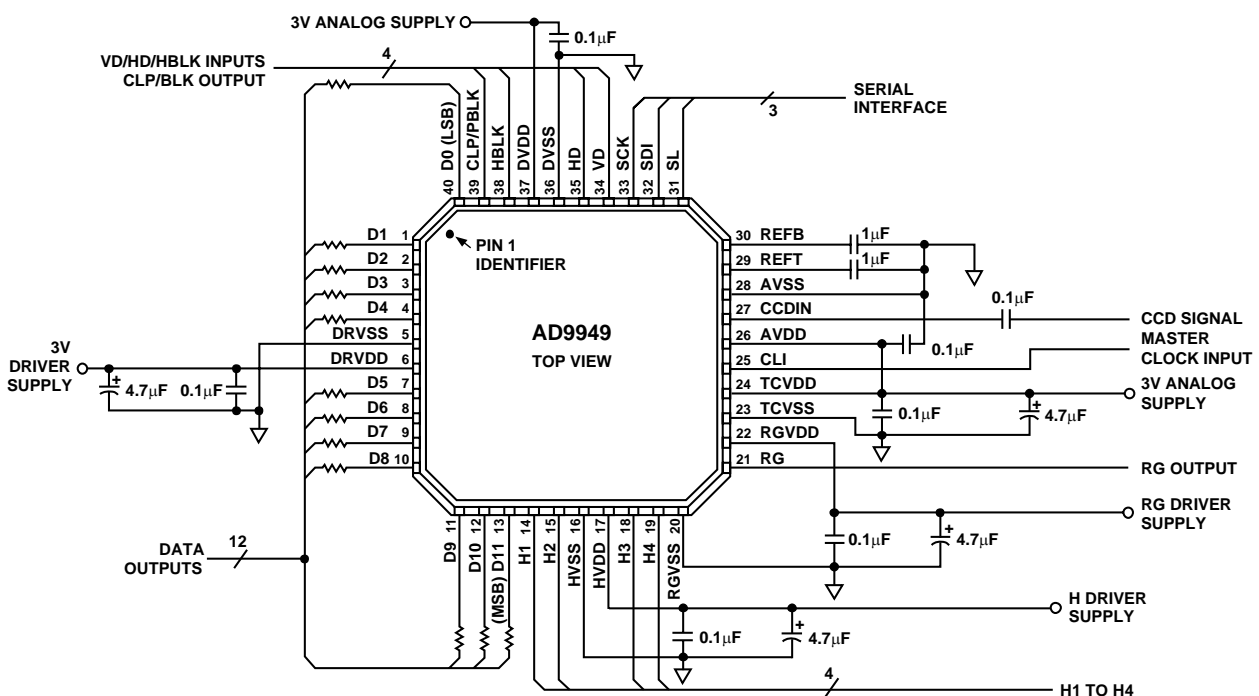 3V ANALOG SUPPLY
0.1μF
VD/HD/HBLK INPUTS
CLP/BLK OUTPUT
4
SERIAL
INTERFACE
3
40 D0 (LSB)
39 CLP/PBLK
38 HBLK
37 DVDD
36 DVSS
35 HD
34 VD
33 SCK
32 SDI
31 SL
D1 1
D2 2
D3 3
D4 4
DRVSS 5
DRVDD 6
D5 7
D6 8
D7 9
D8 10
PIN 1
IDENTIFIER
AD9949
TOP VIEW
30 REFB
1μF
29 REFT
1μF
28 AVSS
27 CCDIN
0.1μF
CCD SIGNAL
26 AVDD
0.1μF
MASTER
CLOCK INPUT
25 CLI
24 TCVDD
3V ANALOG
SUPPLY
23 TCVSS
0.1μF
4.7μF
22 RGVDD
21 RG
RG OUTPUT
3V
DRIVER
SUPPLY
4.7μF
0.1μF
RG DRIVER
SUPPLY
0.1μF
4.7μF
11 D9
12 D10
13 (MSB) D11
14 H1
15 H2
16 HVSS
17 HVDD
18 H3
19 H4
20 RGVSS
DATA
OUTPUTS
12
H DRIVER
SUPPLY
0.1μF
4.7μF
4
H1 TO H4